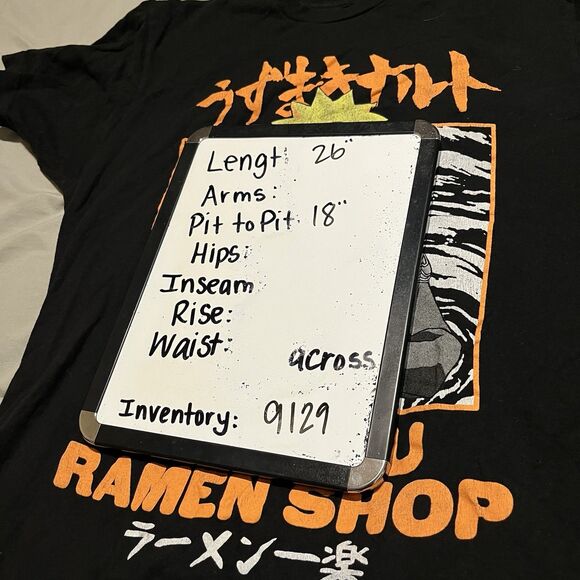 うずまきナルト
Lengt 26"
Arms:
Pit to Pit. 18"
Hips:
Inseam
Rise:
Waist:
across
Inventory: 9129
U
RAMEN SHOP
ラーメン一楽